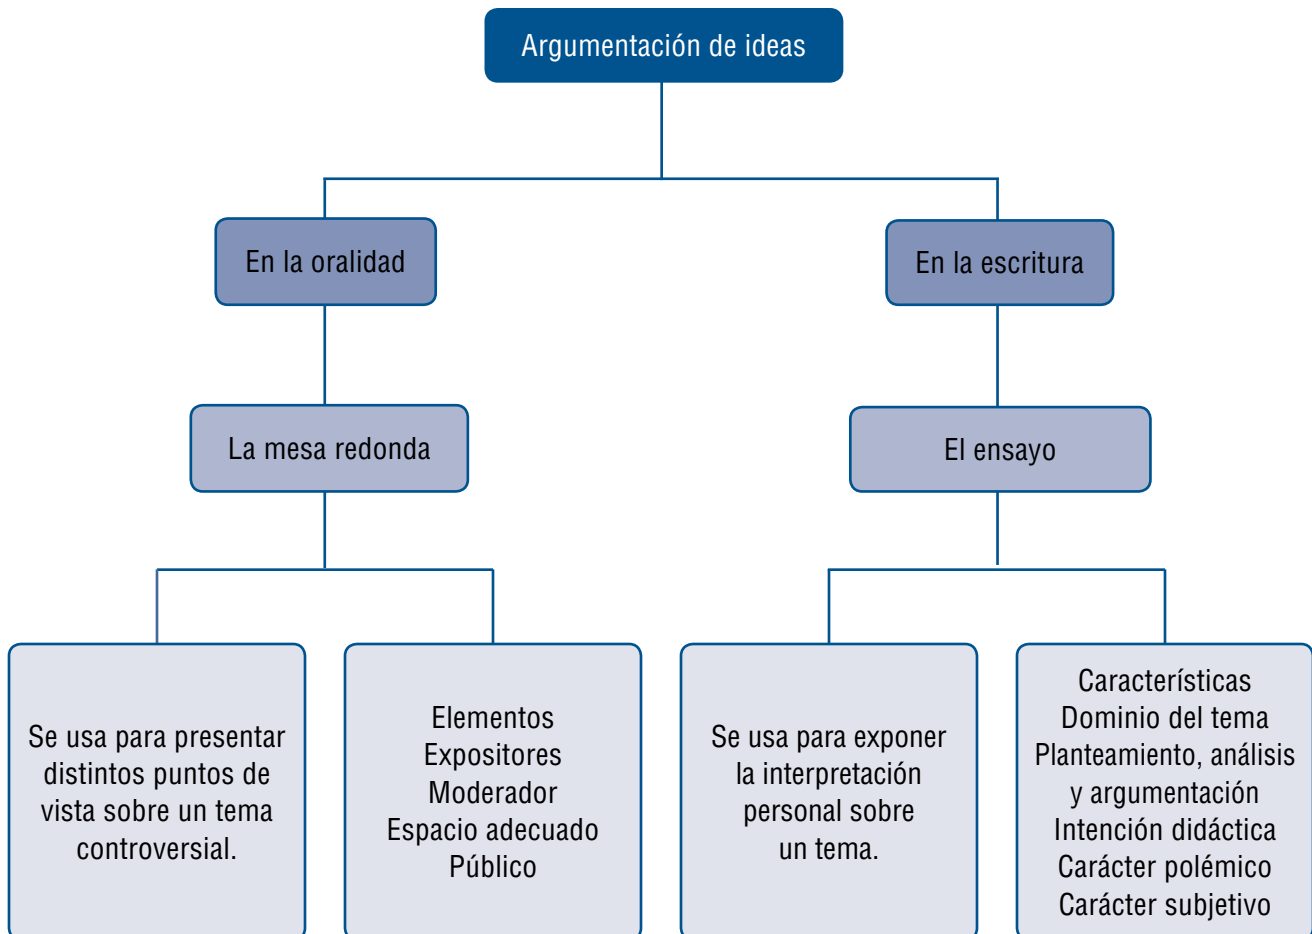 Argumentación de ideas
En la oralidad
En la escritura
La mesa redonda
El ensayo
Se usa para presentar
distintos puntos de
vista sobre un tema
controversial.
Elementos
Expositores
Moderador
Espacio adecuado
Público
Se usa para exponer
la interpretación
personal sobre
un tema.
Características
Dominio del tema
Planteamiento, análisis
y argumentación
Intención didáctica
Carácter polémico
Carácter subjetivo